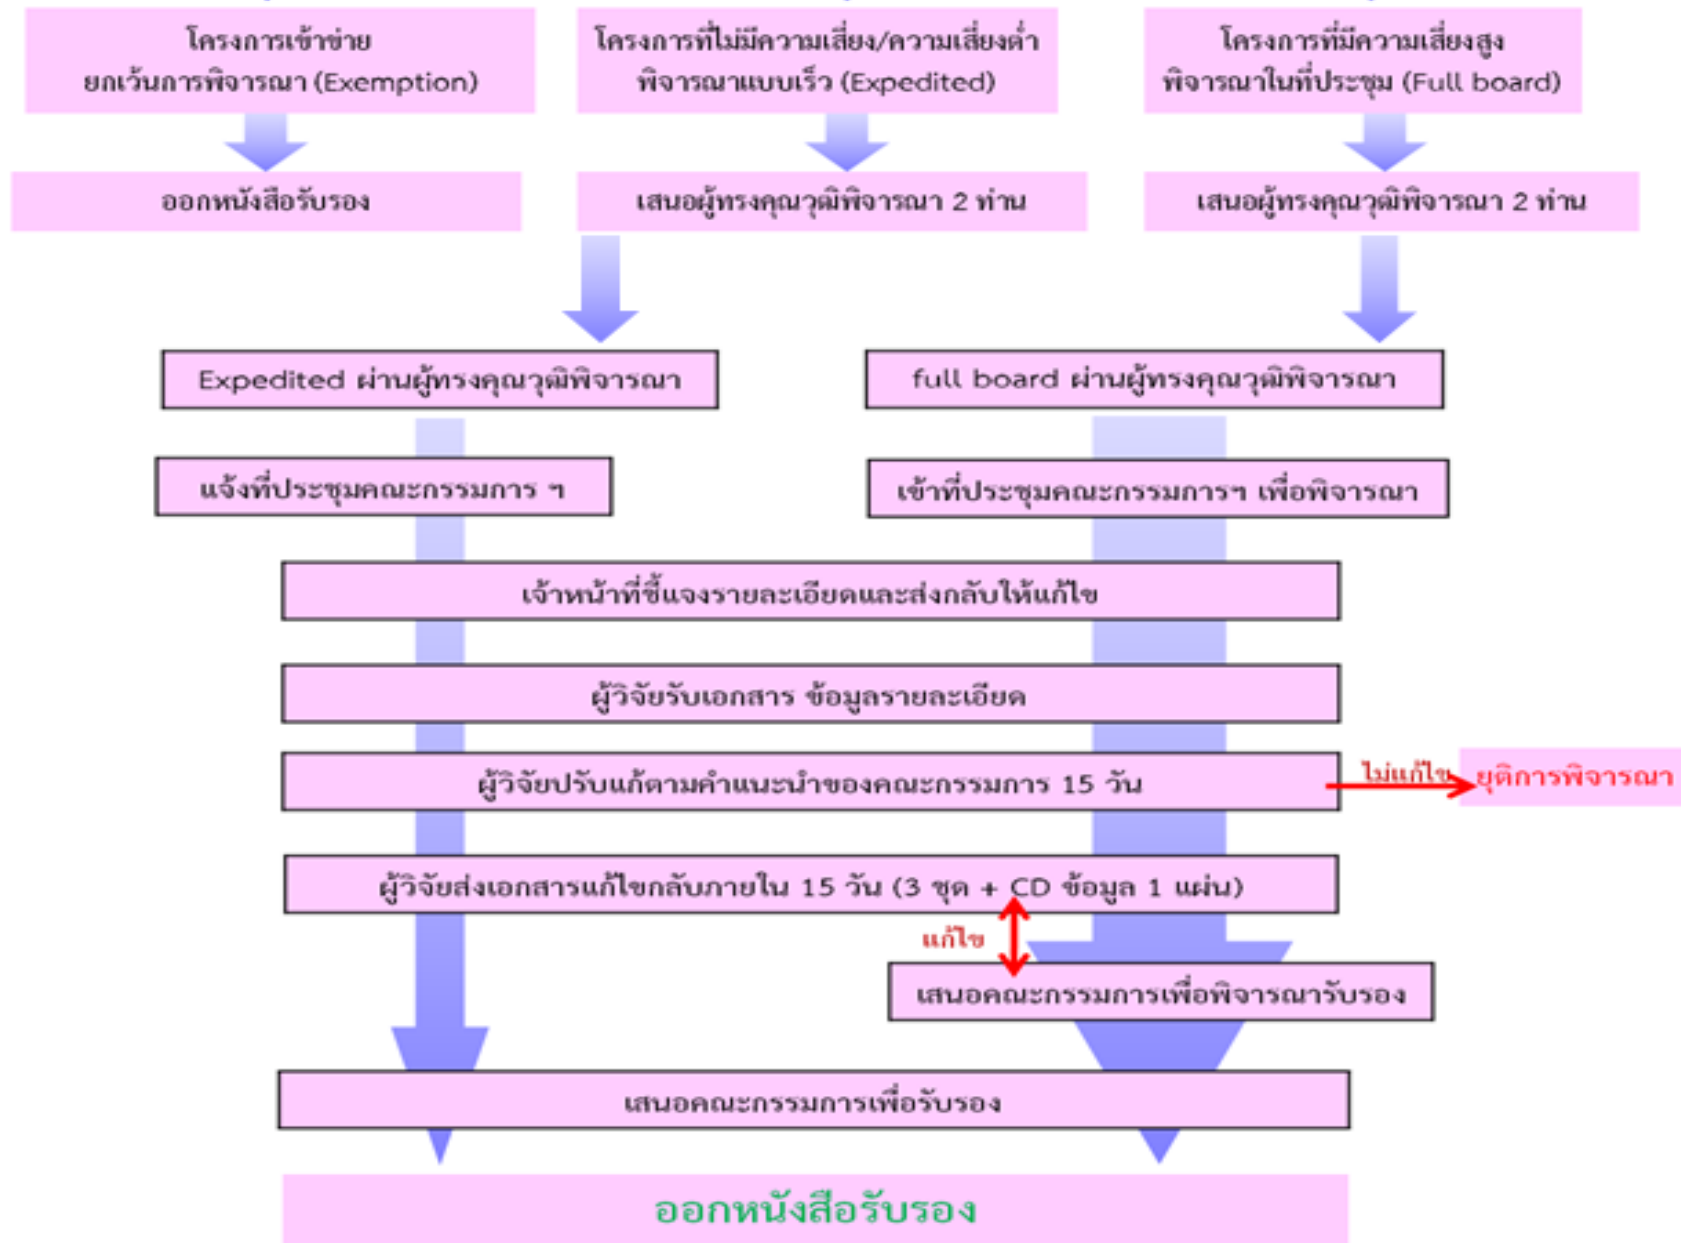 โครงการเข้าข่าย
ยกเว้นการพิจารณา (Exemption)
โครงการที่ไม่มีความเสี่ยง/ความเสี่ยงต่ำ
พิจารณาแบบเร็ว (Expedited)
โครงการที่มีความเสี่ยงสูง
พิจารณาในที่ประชุม (Full board)
ออกหนังสือรับรอง
เสนอผู้ทรงคุณวุฒิพิจารณา 2 ท่าน
เสนอผู้ทรงคุณวุฒิพิจารณา 2 ท่าน
Expedited ผ่านผู้ทรงคุณวุฒิพิจารณา
full board ผ่านผู้ทรงคุณวุฒิพิจารณา
แจ้งที่ประชุมคณะกรรมการ ฯ
เข้าที่ประชุมคณะกรรมการฯ เพื่อพิจารณา
เจ้าหน้าที่ชี้แจงรายละเอียดและส่งกลับให้แก้ไข
ผู้วิจัยรับเอกสาร ข้อมูลรายละเอียด
ผู้วิจัยปรับแก้ตามคำแนะนำของคณะกรรมการ 15 วัน
ไม่แก้ไข
ยุติการพิจารณา
ผู้วิจัยส่งเอกสารแก้ไขกลับภายใน 15 วัน (3 ชุด + CD ข้อมูล 1 แผ่น)
แก้ไข
เสนอคณะกรรมการเพื่อพิจารณารับรอง
เสนอคณะกรรมการเพื่อรับรอง
ออกหนังสือรับรอง